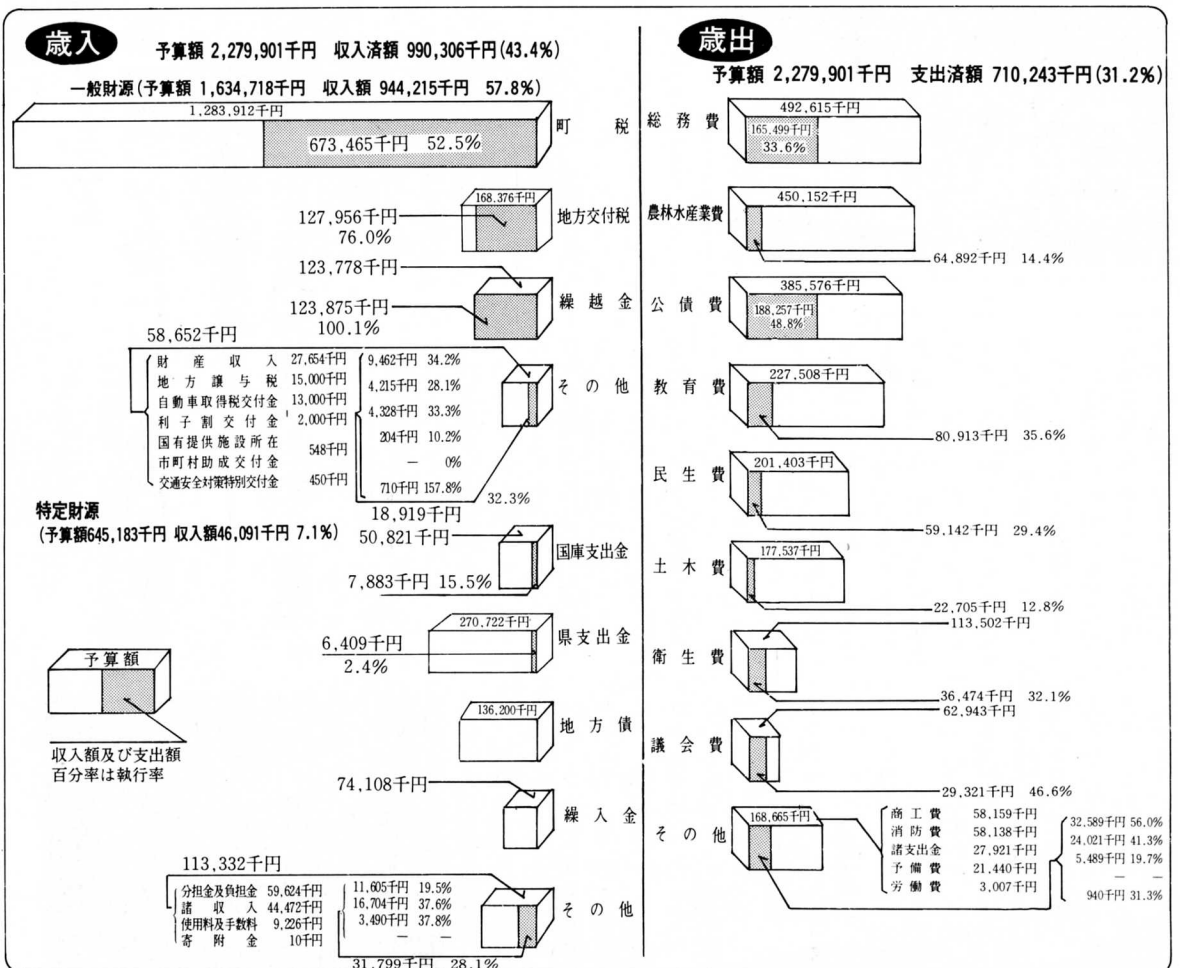 歳入
予算額 2,279,901千円 収入済額 990,306千円(43.4%)
一般財源(予算額 1,634,718千円 収入額 944,215千円 57.8%)
1,283,912千円
673,465千円 52.5%
町税
168.376千円
127,956千円
76.0%
地方交付税
123,778千円
123,875千円
100.1%
繰越金
58,652千円
財産収入 27,654千円 9,462千円 34.2%
地方譲与税 15,000千円 4,215千円 28.1%
自動車取得税交付金 13,000千円 4,328千円 33.3%
利子割交付金 2,000千円 204千円 10.2%
国有提供施設所在
市町村助成交付金 548千円 — 0%
交通安全対策特別交付金 450千円 710千円 157.8%
その他
32.3%
18,919千円
特定財源
(予算額645,183千円 収入額46,091千円 7.1%)
50,821千円
7,883千円 15.5%
国庫支出金
270,722千円
6,409千円
2.4%
県支出金
予算額
収入額及び支出額
百分率は執行率
136,200千円
地方債
74,108千円
繰入金
113,332千円
分担金及負担金 59,624千円 11,605千円 19.5%
諸収入 44,472千円 16,704千円 37.6%
使用料及手数料 9,226千円 3,490千円 37.8%
寄附金 10千円 — —
その他
31,799千円 28.1%
歳出
予算額 2,279,901千円 支出済額 710,243千円(31.2%)
総務費
492,615千円
165,499千円
33.6%
農林水産業費
450,152千円
64,892千円 14.4%
公債費
385,576千円
188,257千円
48.8%
教育費
227,508千円
80,913千円 35.6%
民生費
201,403千円
59,142千円 29.4%
土木費
177,537千円
22,705千円 12.8%
衛生費
113,502千円
36,474千円 32.1%
議会費
62,943千円
29,321千円 46.6%
その他
168,665千円
商工費 58,159千円 32.589千円 56.0%
消防費 58,138千円 24.021千円 41.3%
諸支出金 27,921千円 5,489千円 19.7%
予備費 21,440千円 — —
労働費 3,007千円 940千円 31.3%